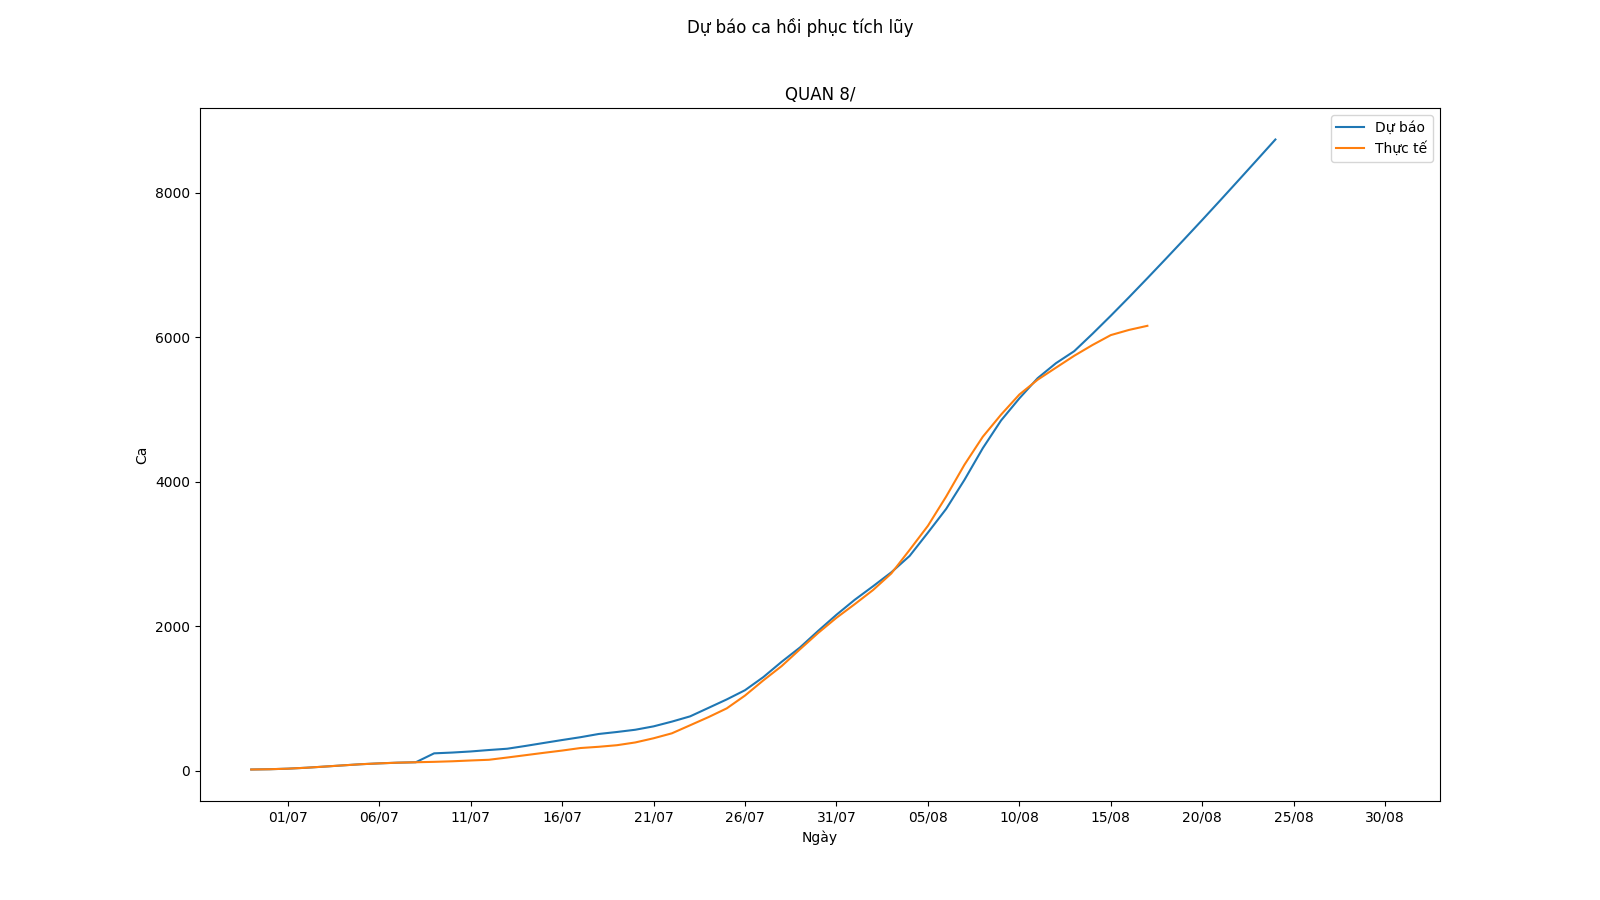 Dự báo ca hồi phục tích lũy
QUAN 8/
Dự báo
Thực tế
8000
6000
4000
2000
0
Ca
01/07 06/07 11/07 16/07 21/07 26/07 31/07 05/08 10/08 15/08 20/08 25/08 30/08
Ngày